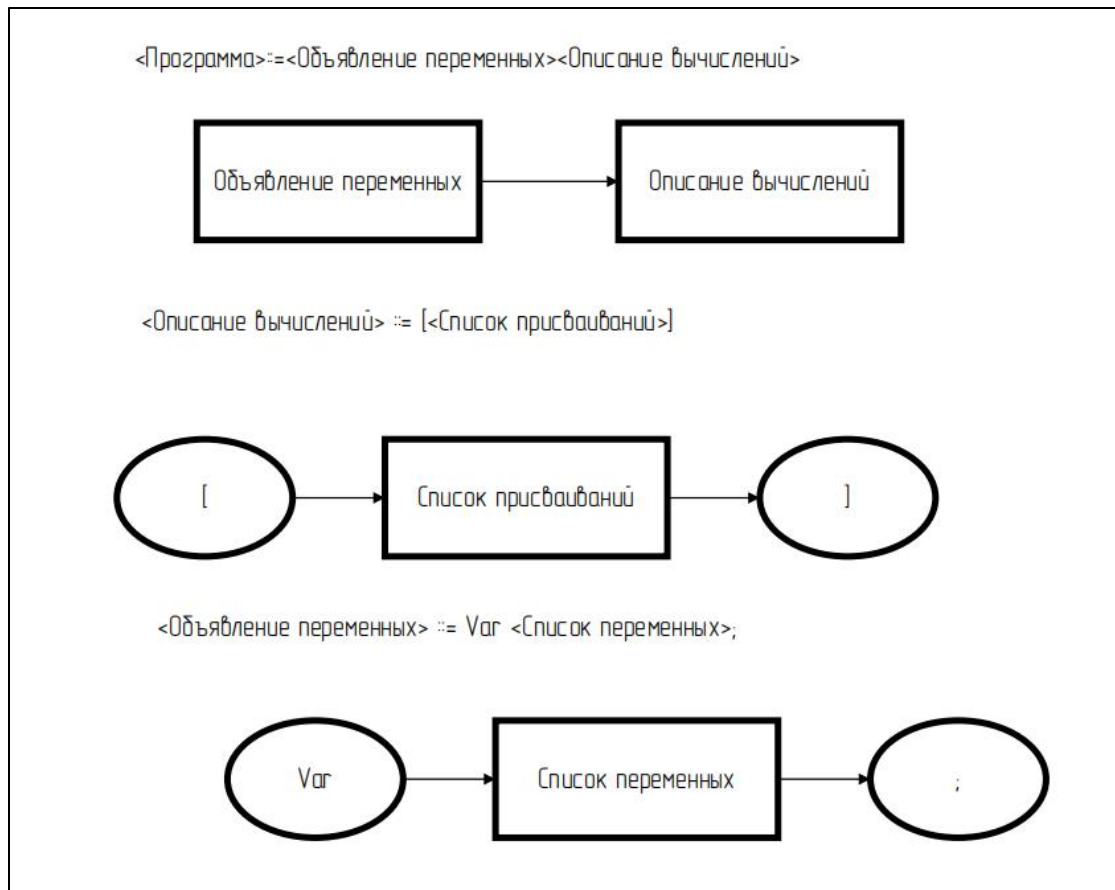 <Программа>::=<Объявление переменных><Описание вычислений>
Объявление переменных
Описание вычислений
<Описание вычислений> ::= [<Список присваиваний>]
[
Список присваиваний
]
<Объявление переменных> ::= Var <Список переменных>;
Var
Список переменных
;